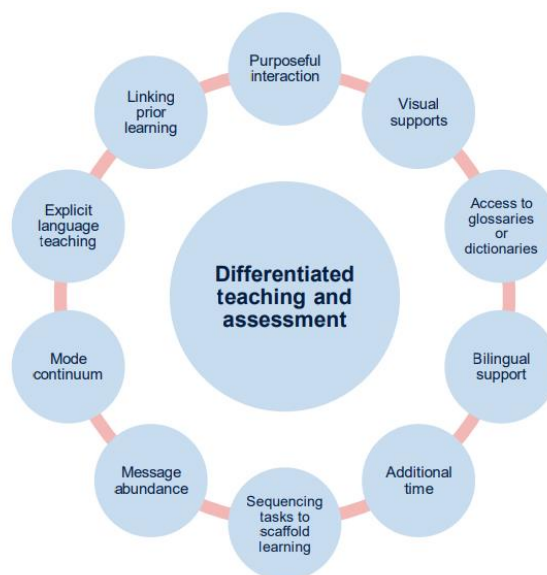 Purposeful
interaction
Visual
supports
Access to
glossaries
or
dictionaries
Bilingual
support
Additional
time
Sequencing
tasks to
scaffold
learning
Message
abundance
Mode
continuum
Explicit
language
teaching
Linking
prior
learning
Differentiated
teaching and
assessment